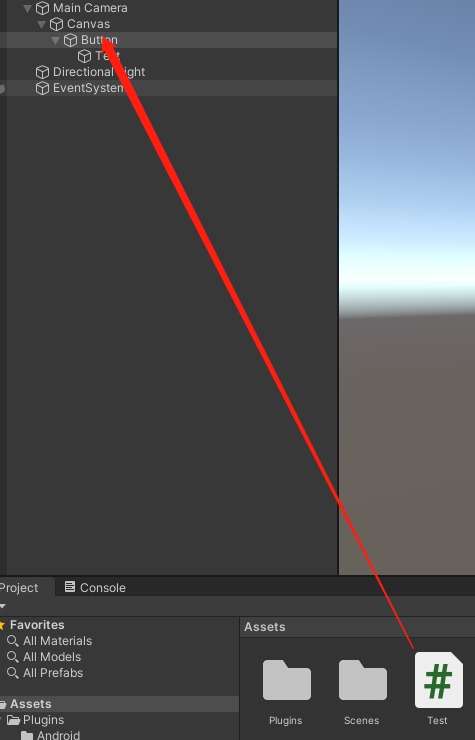 Main Camera
Canvas
Button
Directional Light
EventSystem
Project
Console
Favorites
All Materials
All Models
All Prefabs
Assets
Plugins
Android
Assets
Plugins
Scenes
Test